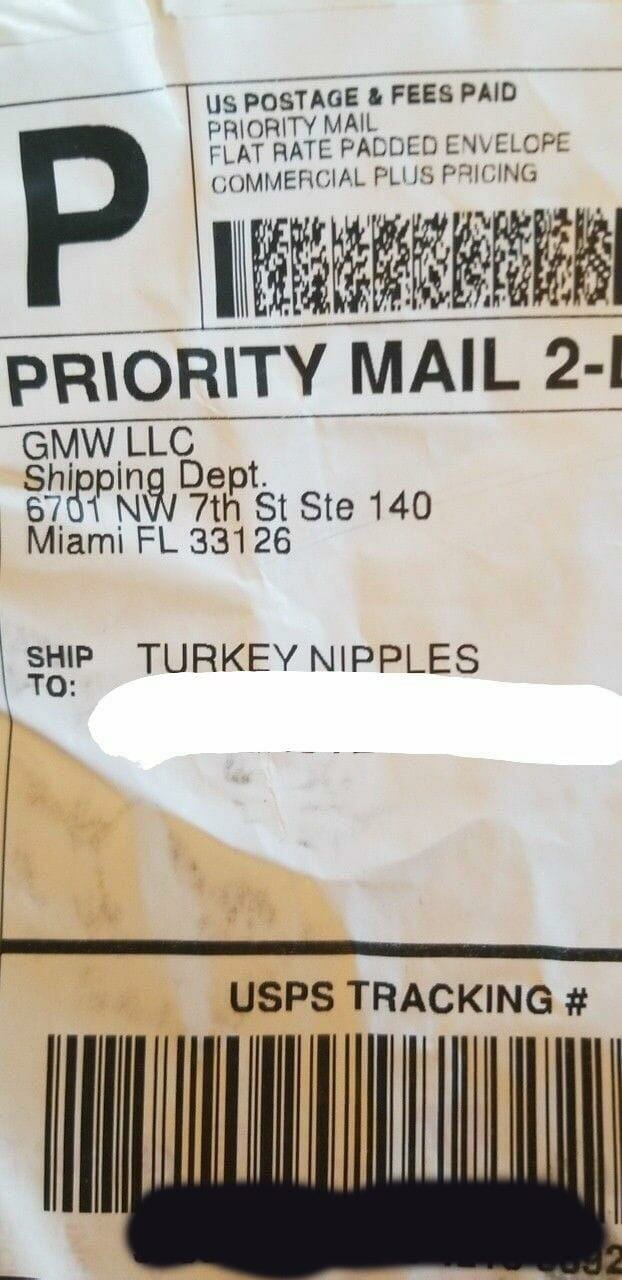 P
US POSTAGE & FEES PAID
PRIORITY MAIL
FLAT RATE PADDED ENVELOPE
COMMERCIAL PLUS PRICING
PRIORITY MAIL 2-
GMW LLC
Shipping Dept.
6701 NW 7th St Ste 140
Miami FL 33126
SHIP TO: TURKEY NIPPLES
USPS TRACKING #